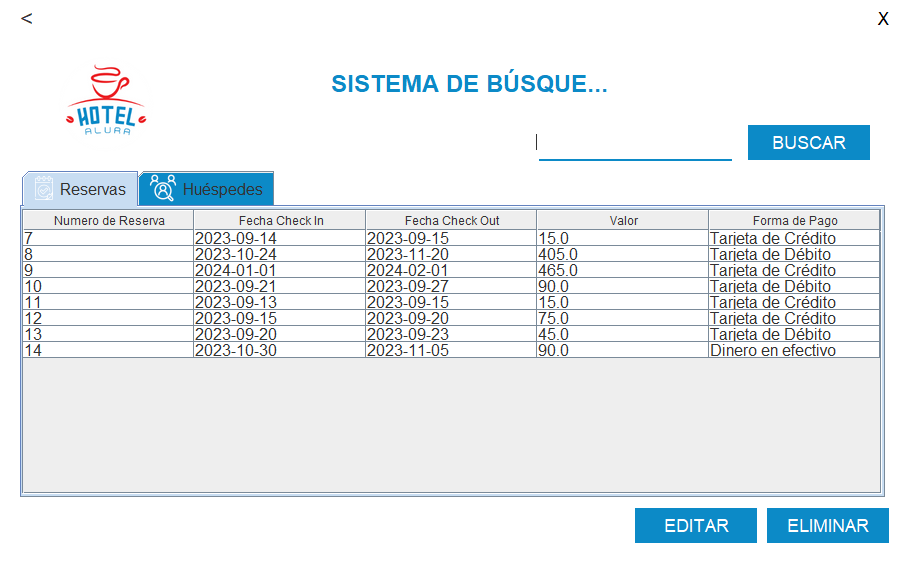 <
X
HOTEL
ALURA
SISTEMA DE BÚSQUE...
BUSCAR
Reservas Huéspedes
Numero de Reserva Fecha Check In Fecha Check Out Valor Forma de Pago
7 2023-09-14 2023-09-15 15.0 Tarjeta de Crédito
8 2023-10-24 2023-11-20 405.0 Tarjeta de Débito
9 2024-01-01 2024-02-01 465.0 Tarjeta de Crédito
10 2023-09-21 2023-09-27 90.0 Tarjeta de Débito
11 2023-09-13 2023-09-15 15.0 Tarjeta de Crédito
12 2023-09-15 2023-09-20 75.0 Tarjeta de Crédito
13 2023-09-20 2023-09-23 45.0 Tarjeta de Débito
14 2023-10-30 2023-11-05 90.0 Dinero en efectivo
EDITAR ELIMINAR